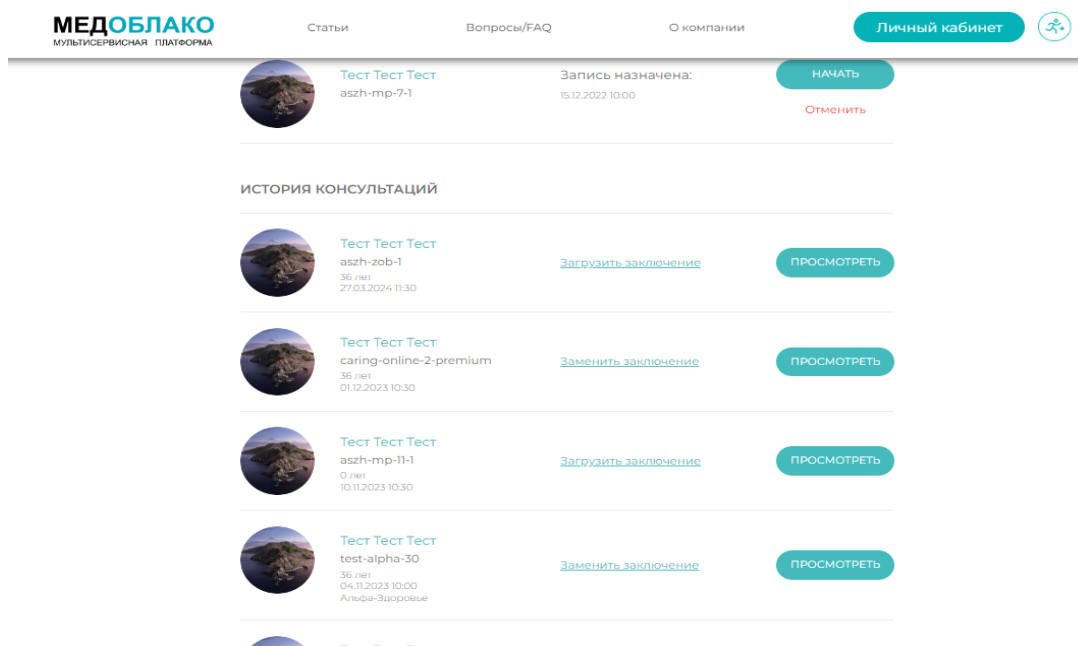 МЕДОБЛАКО
МУЛЬТИСЕРВИСНАЯ ПЛАТФОРМА
Статьи
Вопросы/FAQ
О компании
Личный кабинет
Тест Тест Тест
aszh-mp-7-1
Запись назначена:
15.12.2022 10:00
НАЧАТЬ
Отменить
ИСТОРИЯ КОНСУЛЬТАЦИЙ
Тест Тест Тест
aszh-zob-1
36 лет
27.03.2024 11:30
Загрузить заключение
ПРОСМОТРЕТЬ
Тест Тест Тест
caring-online-2-premium
36 лет
01.12.2023 10:30
Заменить заключение
ПРОСМОТРЕТЬ
Тест Тест Тест
aszh-mp-11-1
0 лет
10.11.2023 10:30
Загрузить заключение
ПРОСМОТРЕТЬ
Тест Тест Тест
test-alpha-30
36 лет
04.11.2023 10:00
Альфа-Здоровье
Заменить заключение
ПРОСМОТРЕТЬ